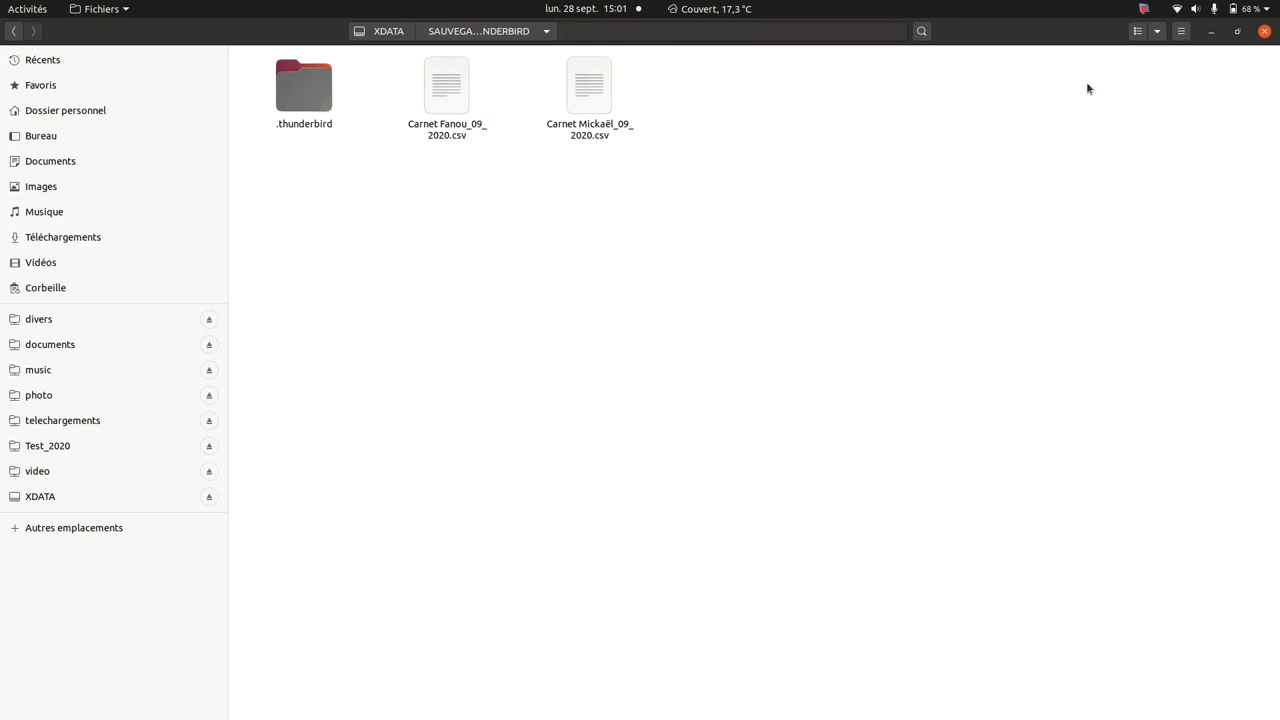 Activités
Fichiers
lun. 28 sept. 15:01
Couvert, 17,3 °C
68 %
XDATA
SAUVEGA…NDERBIRD
Récents
Favoris
Dossier personnel
Bureau
Documents
Images
Musique
Téléchargements
Vidéos
Corbeille
divers
documents
music
photo
telechargements
Test_2020
video
XDATA
Autres emplacements
.thunderbird
Carnet Fanou_09_
2020.csv
Carnet Mickaël_09_
2020.csv